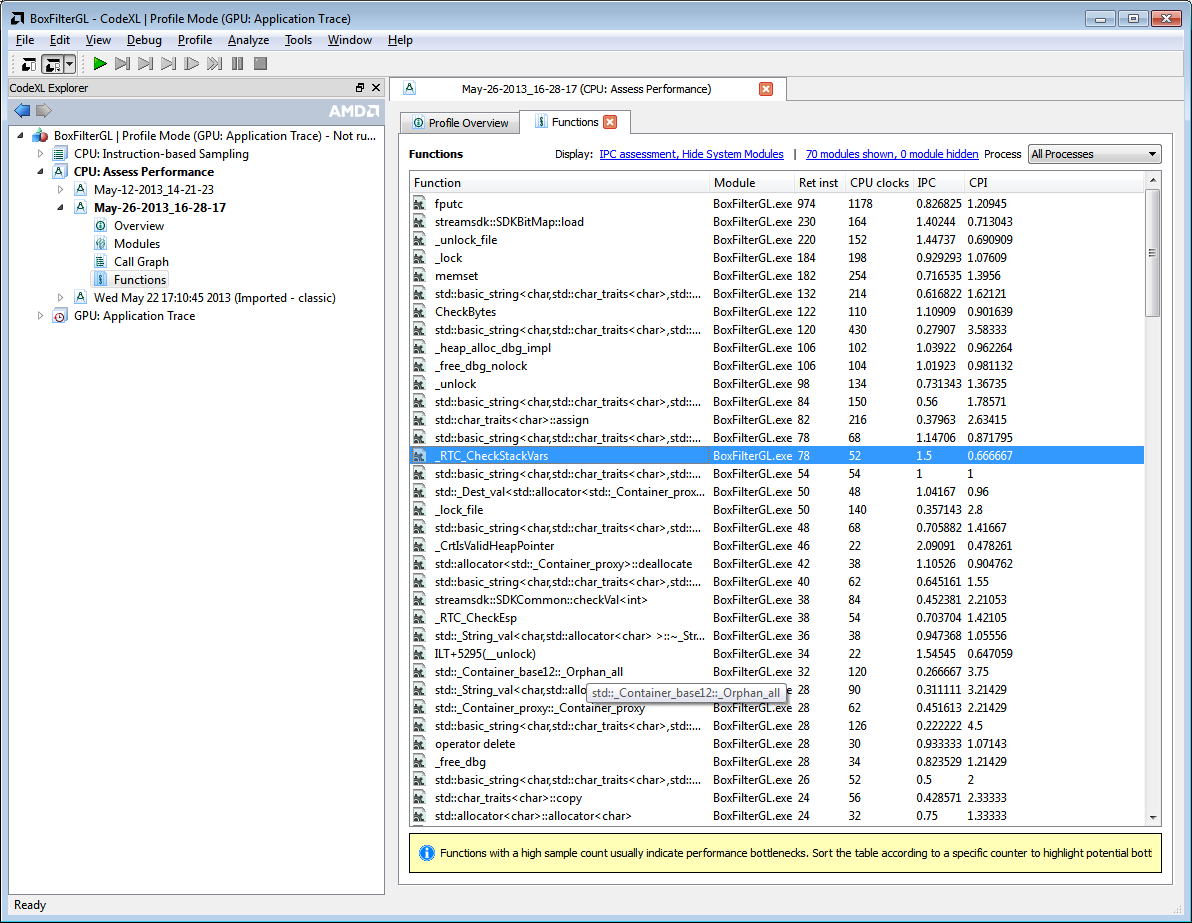 BoxFilterGL - CodeXL | Profile Mode (GPU: Application Trace)
File Edit View Debug Profile Analyze Tools Window Help
CodeXL Explorer
AMD
BoxFilterGL | Profile Mode (GPU: Application Trace) - Not ru...
CPU: Instruction-based Sampling
CPU: Assess Performance
May-12-2013_14-21-23
May-26-2013_16-28-17
Overview
Modules
Call Graph
Functions
Wed May 22 17:10:45 2013 (Imported - classic)
GPU: Application Trace
May-26-2013_16-28-17 (CPU: Assess Performance)
Profile Overview Functions
Functions Display: IPC assessment, Hide System Modules | 70 modules shown, 0 module hidden Process All Processes
Function Module Ret inst CPU clocks IPC CPI
fputc BoxFilterGL.exe 974 1178 0.826825 1.20945
streamsdk::SDKBitMap::load BoxFilterGL.exe 230 164 1.40244 0.713043
_unlock_file BoxFilterGL.exe 220 152 1.44737 0.690909
_lock BoxFilterGL.exe 184 198 0.929293 1.07609
memset BoxFilterGL.exe 182 254 0.716535 1.3956
std::basic_string<char,std::char_traits<char>,std::... BoxFilterGL.exe 132 214 0.616822 1.62121
CheckBytes BoxFilterGL.exe 122 110 1.10909 0.901639
std::basic_string<char,std::char_traits<char>,std::... BoxFilterGL.exe 120 430 0.27907 3.58333
_heap_alloc_dbg_impl BoxFilterGL.exe 106 102 1.03922 0.962264
_free_dbg_nolock BoxFilterGL.exe 106 104 1.01923 0.981132
_unlock BoxFilterGL.exe 98 134 0.731343 1.36735
std::basic_string<char,std::char_traits<char>,std::... BoxFilterGL.exe 84 150 0.56 1.78571
std::char_traits<char>::assign BoxFilterGL.exe 82 216 0.37963 2.63415
std::basic_string<char,std::char_traits<char>,std::... BoxFilterGL.exe 78 68 1.14706 0.871795
_RTC_CheckStackVars BoxFilterGL.exe 78 52 1.5 0.666667
std::basic_string<char,std::char_traits<char>,std::... BoxFilterGL.exe 54 54 1 1
std::_Dest_val<std::allocator<std::_Container_prox... BoxFilterGL.exe 50 48 1.04167 0.96
_lock_file BoxFilterGL.exe 50 140 0.357143 2.8
std::basic_string<char,std::char_traits<char>,std::... BoxFilterGL.exe 48 68 0.705882 1.41667
_CrtIsValidHeapPointer BoxFilterGL.exe 46 22 2.09091 0.478261
std::allocator<std::_Container_proxy>::deallocate BoxFilterGL.exe 42 38 1.10526 0.904762
std::basic_string<char,std::char_traits<char>,std::... BoxFilterGL.exe 40 62 0.645161 1.55
streamsdk::SDKCommon::checkVal<int> BoxFilterGL.exe 38 84 0.452381 2.21053
_RTC_CheckEsp BoxFilterGL.exe 38 54 0.703704 1.42105
std::_String_val<char,std::allocator<char> >::~_Str... BoxFilterGL.exe 36 38 0.947368 1.05556
ILT+5295(__unlock) BoxFilterGL.exe 34 22 1.54545 0.647059
std::_Container_base12::_Orphan_all BoxFilterGL.exe 32 120 0.266667 3.75
std::_String_val<char,std::allo e 28 90 0.311111 3.21429
std::_Container_base12::_Orphan_all
std::_Container_proxy::_Container_proxy BoxFilterGL.exe 28 62 0.451613 2.21429
std::basic_string<char,std::char_traits<char>,std::... BoxFilterGL.exe 28 126 0.222222 4.5
operator delete BoxFilterGL.exe 28 30 0.933333 1.07143
_free_dbg BoxFilterGL.exe 28 34 0.823529 1.21429
std::basic_string<char,std::char_traits<char>,std::... BoxFilterGL.exe 26 52 0.5 2
std::char_traits<char>::copy BoxFilterGL.exe 24 56 0.428571 2.33333
std::allocator<char>::allocator<char> BoxFilterGL.exe 24 32 0.75 1.33333
Functions with a high sample count usually indicate performance bottlenecks. Sort the table according to a specific counter to highlight potential bott
Ready